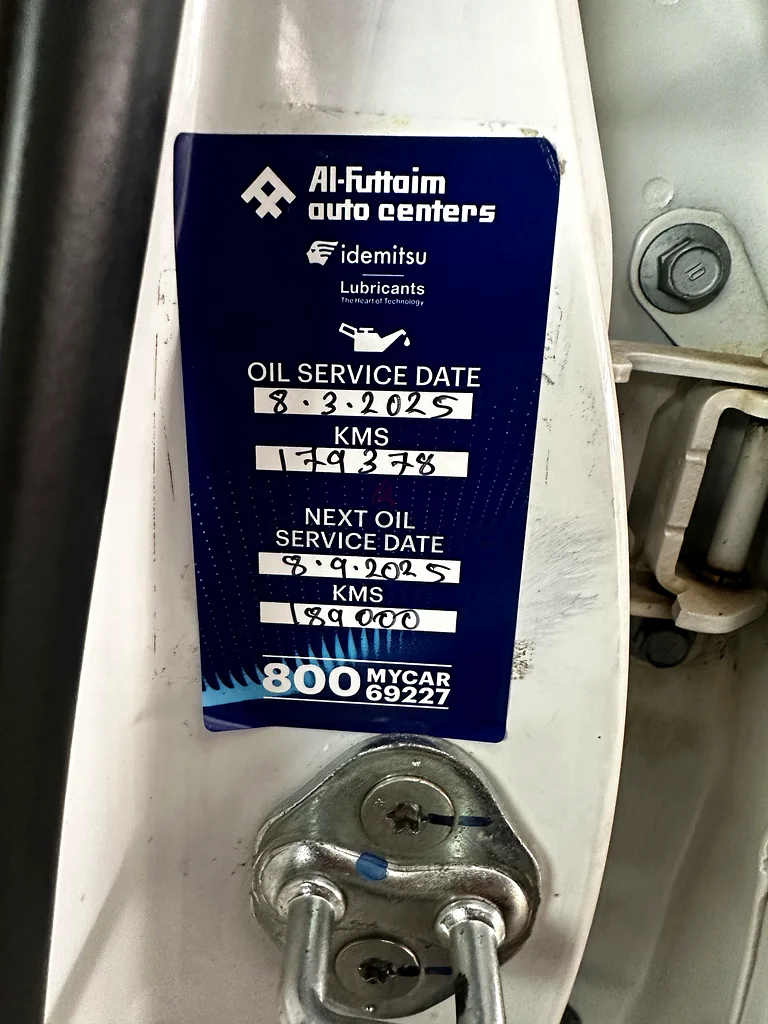 Al-Futtaim
auto centers
idemitsu
Lubricants
The Heart of Technology
OIL SERVICE DATE
8.3.2025
KMS
179378
NEXT OIL
SERVICE DATE
8.9.2025
KMS
189000
800 MYCAR
69227
10